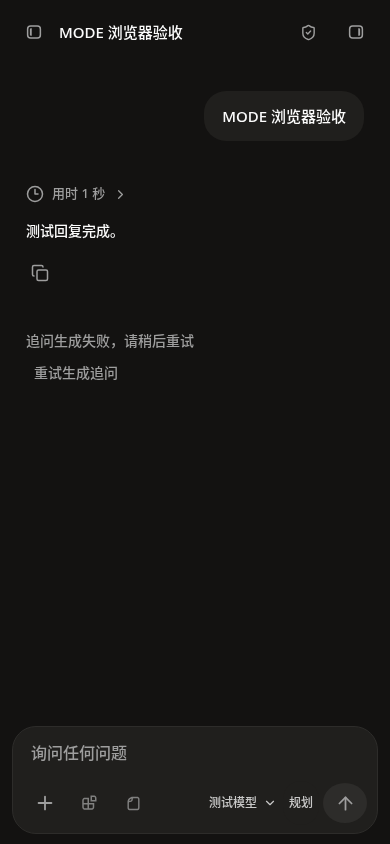 MODE 浏览器验收
MODE 浏览器验收
用时 1 秒
测试回复完成。
追问生成失败，请稍后重试
重试生成追问
询问任何问题
测试模型 规划